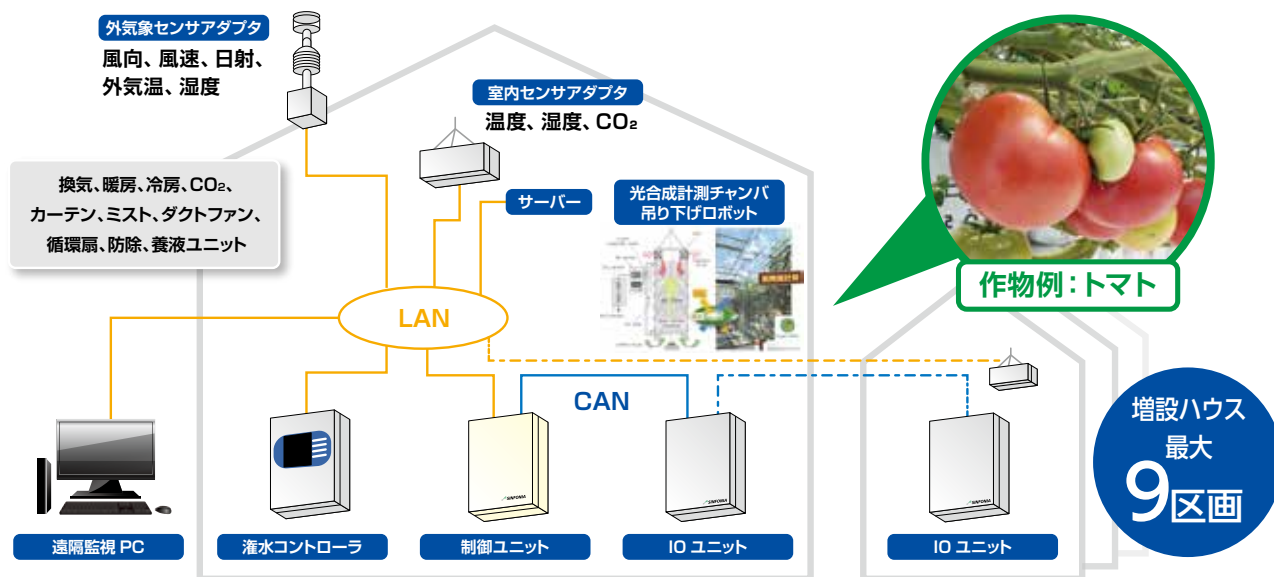 外気象センサアダプタ
風向、風速、日射、
外気温、湿度
室内センサアダプタ
温度、湿度、CO₂
換気、暖房、冷房、CO₂、
カーテン、ミスト、ダクトファン、
循環扇、防除、養液ユニット
サーバー
光合成計測チャンバ
吊り下げロボット
作物例：トマト
LAN
CAN
増設ハウス
最大
9区画
SINFONIA
SINFONIA
SINFONIA
遠隔監視 PC
潅水コントローラ
制御ユニット
IO ユニット
IO ユニット